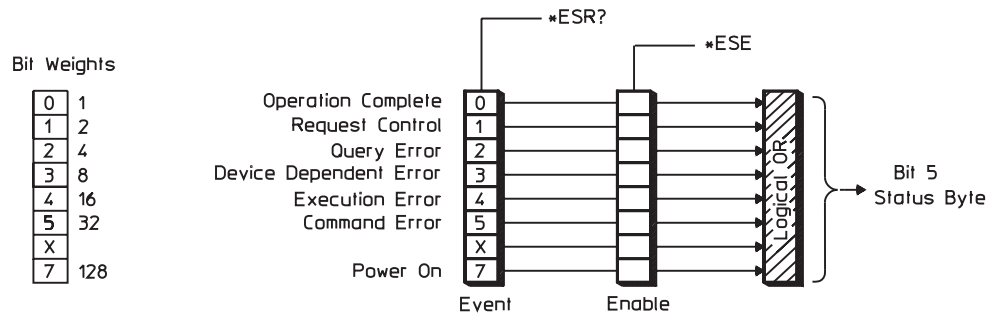 *ESR?
*ESE
Bit Weights
0 1
1 2
2 4
3 8
4 16
5 32
X
7 128
Operation Complete 0
Request Control 1
Query Error 2
Device Dependent Error 3
Execution Error 4
Command Error 5
X
Power On 7
Event
Enable
Logical OR
Bit 5
Status Byte